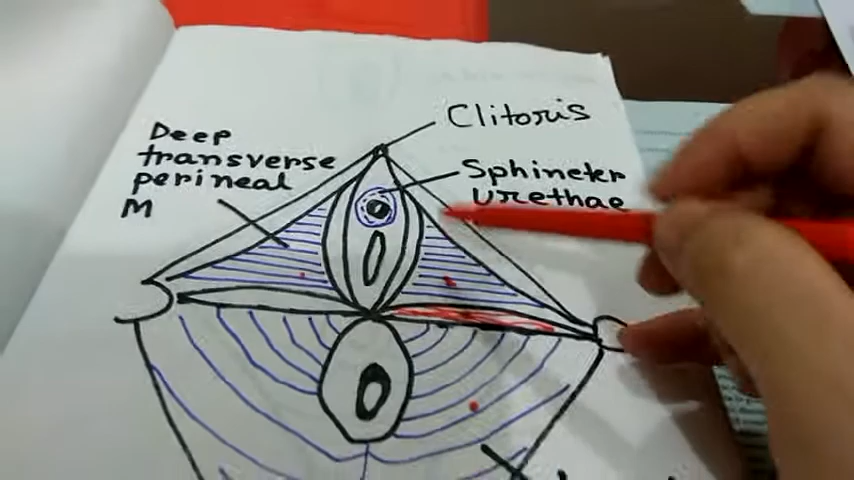 Deep
transverse
perineal
M
Clitoris
Sphincter
urethae